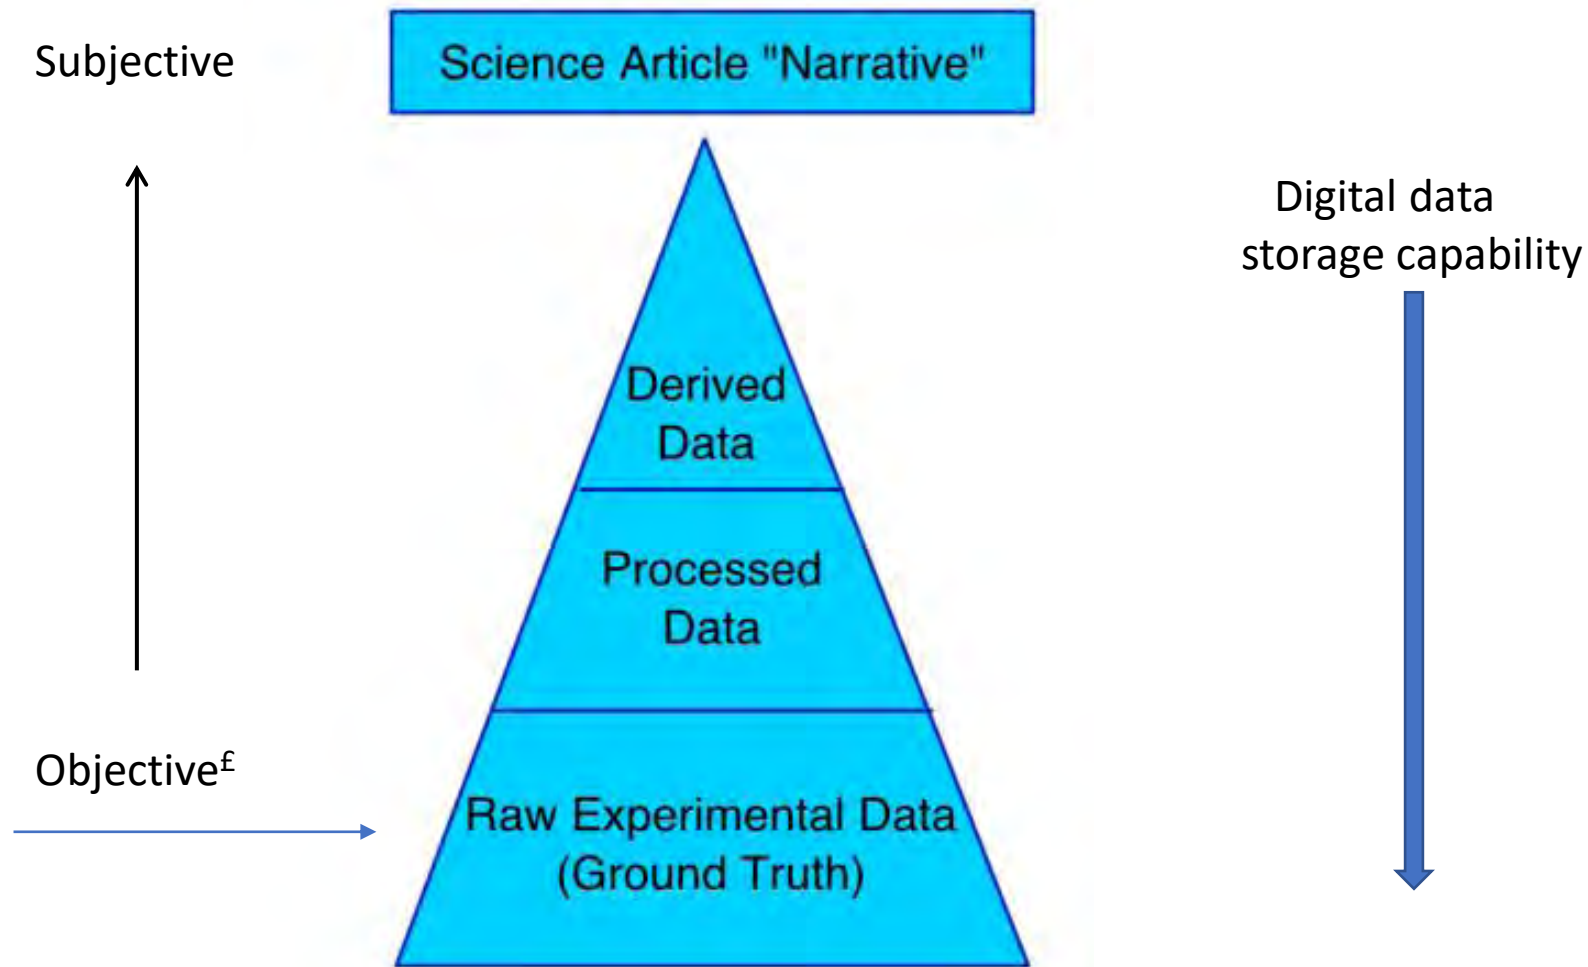 Subjective
Science Article "Narrative"
Digital data
storage capability
Derived
Data
Processed
Data
Objective£
Raw Experimental Data
(Ground Truth)